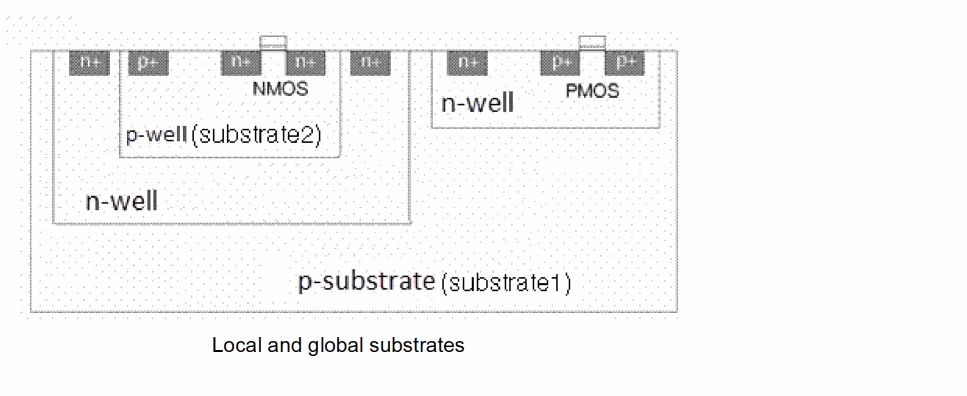 n+ p+ n+ n+ n+ n+ p+ p+
NMOS PMOS
n-well
p-well (substrate2)
n-well
p-substrate (substrate1)
Local and global substrates